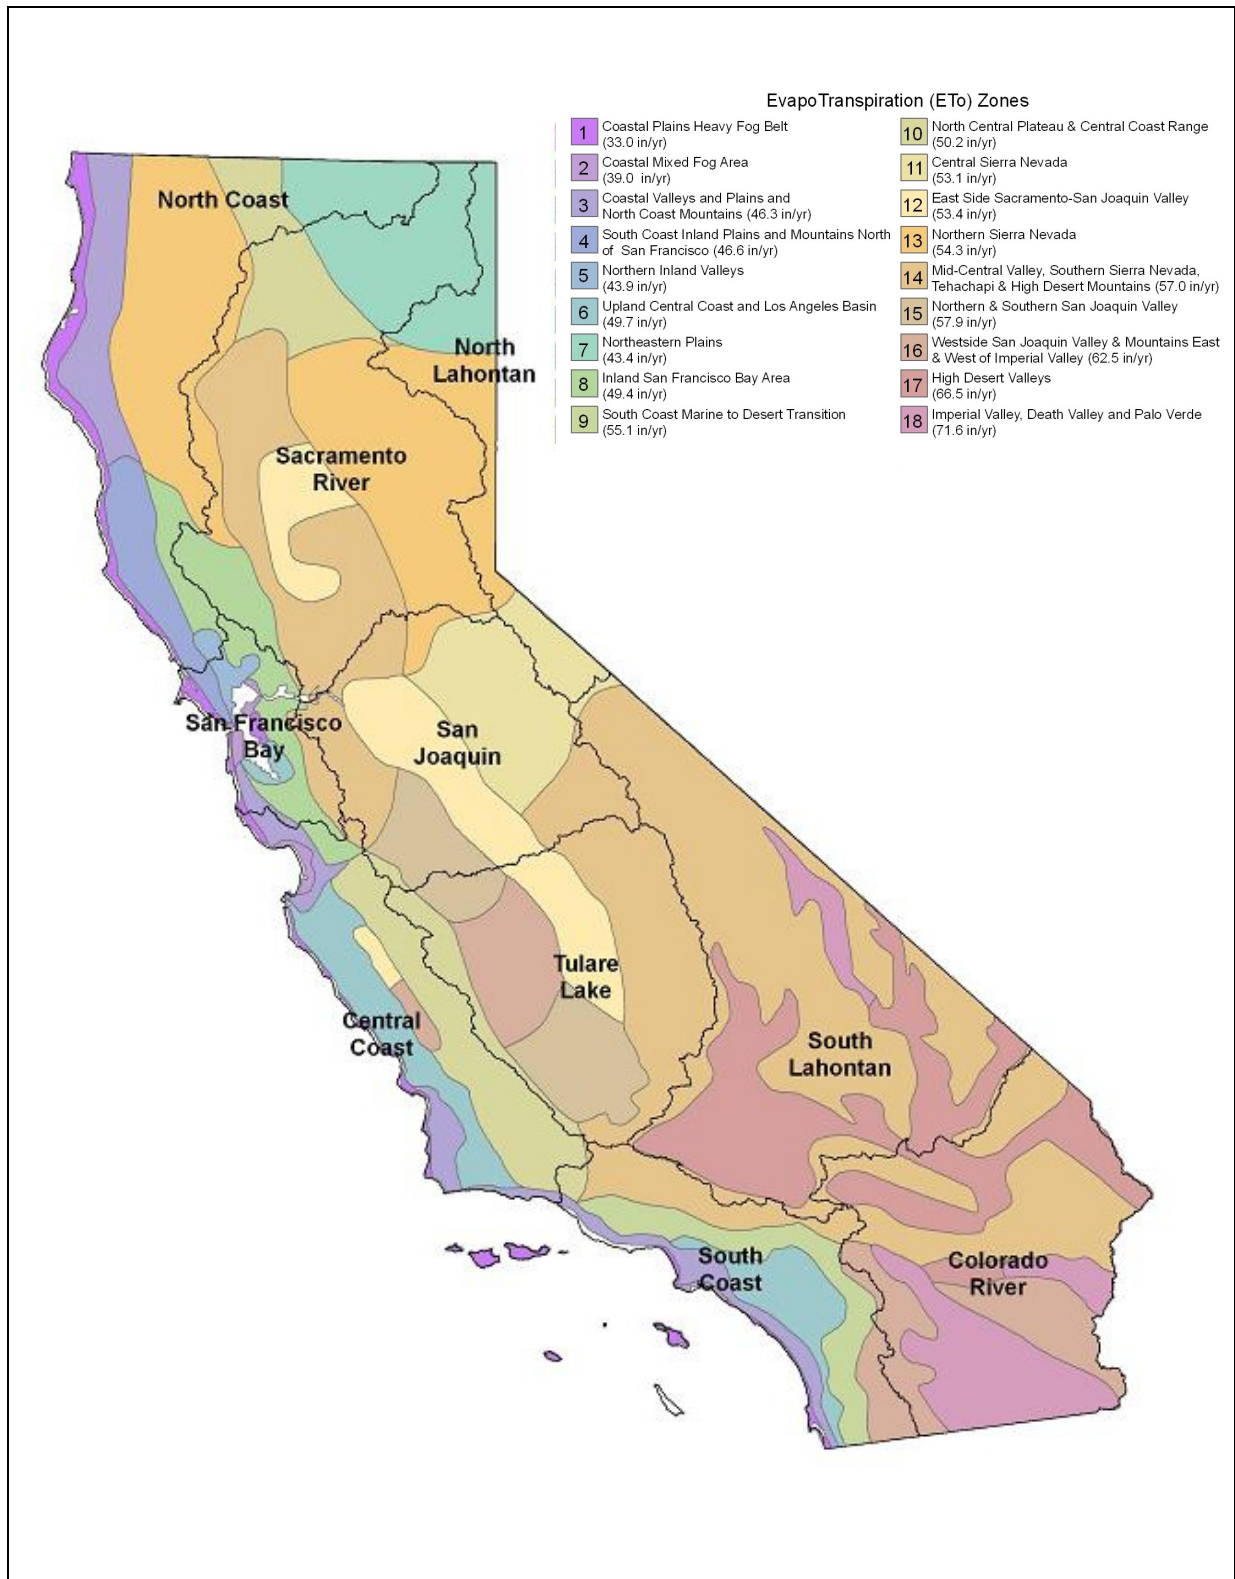 EvapoTranspiration (ETo) Zones
1 Coastal Plains Heavy Fog Belt
(33.0 in/yr)
2 Coastal Mixed Fog Area
(39.0 in/yr)
3 Coastal Valleys and Plains and
North Coast Mountains (46.3 in/yr)
4 South Coast Inland Plains and Mountains North
of San Francisco (46.6 in/yr)
5 Northern Inland Valleys
(43.9 in/yr)
6 Upland Central Coast and Los Angeles Basin
(49.7 in/yr)
7 Northeastern Plains
(43.4 in/yr)
8 Inland San Francisco Bay Area
(49.4 in/yr)
9 South Coast Marine to Desert Transition
(55.1 in/yr)
10 North Central Plateau & Central Coast Range
(50.2 in/yr)
11 Central Sierra Nevada
(53.1 in/yr)
12 East Side Sacramento-San Joaquin Valley
(53.4 in/yr)
13 Northern Sierra Nevada
(54.3 in/yr)
14 Mid-Central Valley, Southern Sierra Nevada,
Tehachapi & High Desert Mountains (57.0 in/yr)
15 Northern & Southern San Joaquin Valley
(57.9 in/yr)
16 Westside San Joaquin Valley & Mountains East
& West of Imperial Valley (62.5 in/yr)
17 High Desert Valleys
(66.5 in/yr)
18 Imperial Valley, Death Valley and Palo Verde
(71.6 in/yr)
North Coast
North
Lahontan
Sacramento
River
San Francisco
Bay
San
Joaquin
Tulare
Lake
Central
Coast
South
Lahontan
South
Coast
Colorado
River